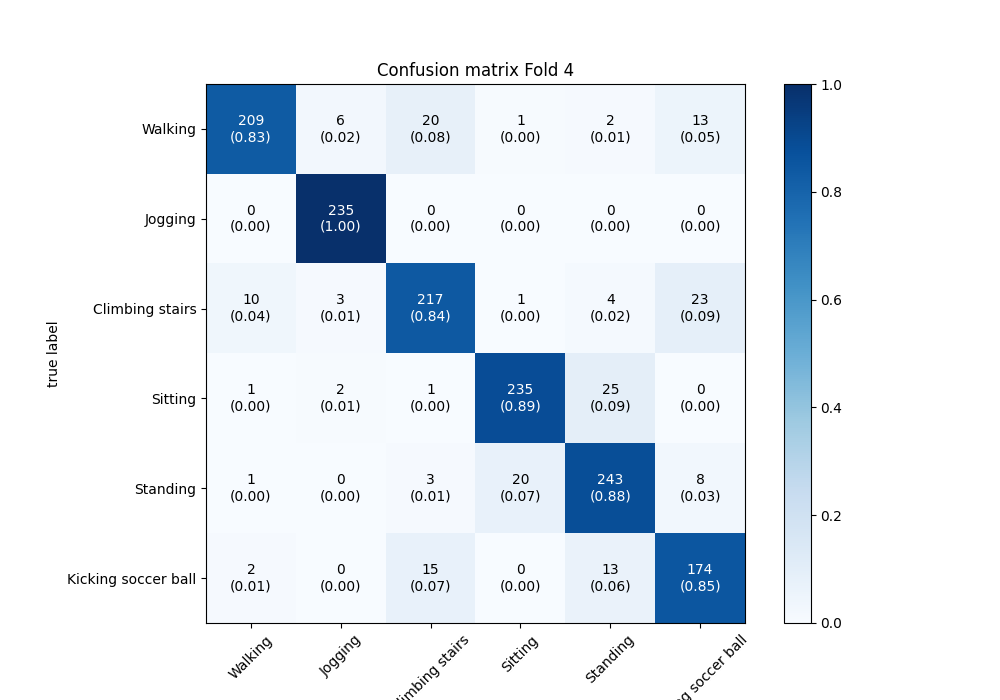 Confusion matrix Fold 4
Walking 209 6 20 1 2 13
(0.83) (0.02) (0.08) (0.00) (0.01) (0.05)
Jogging 0 235 0 0 0 0
(0.00) (1.00) (0.00) (0.00) (0.00) (0.00)
Climbing stairs 10 3 217 1 4 23
(0.04) (0.01) (0.84) (0.00) (0.02) (0.09)
Sitting 1 2 1 235 25 0
(0.00) (0.01) (0.00) (0.89) (0.09) (0.00)
Standing 1 0 3 20 243 8
(0.00) (0.00) (0.01) (0.07) (0.88) (0.03)
Kicking soccer ball 2 0 15 0 13 174
(0.01) (0.00) (0.07) (0.00) (0.06) (0.85)
true label
Walking Jogging limbing stairs Sitting Standing g soccer ball
1.0
0.8
0.6
0.4
0.2
0.0